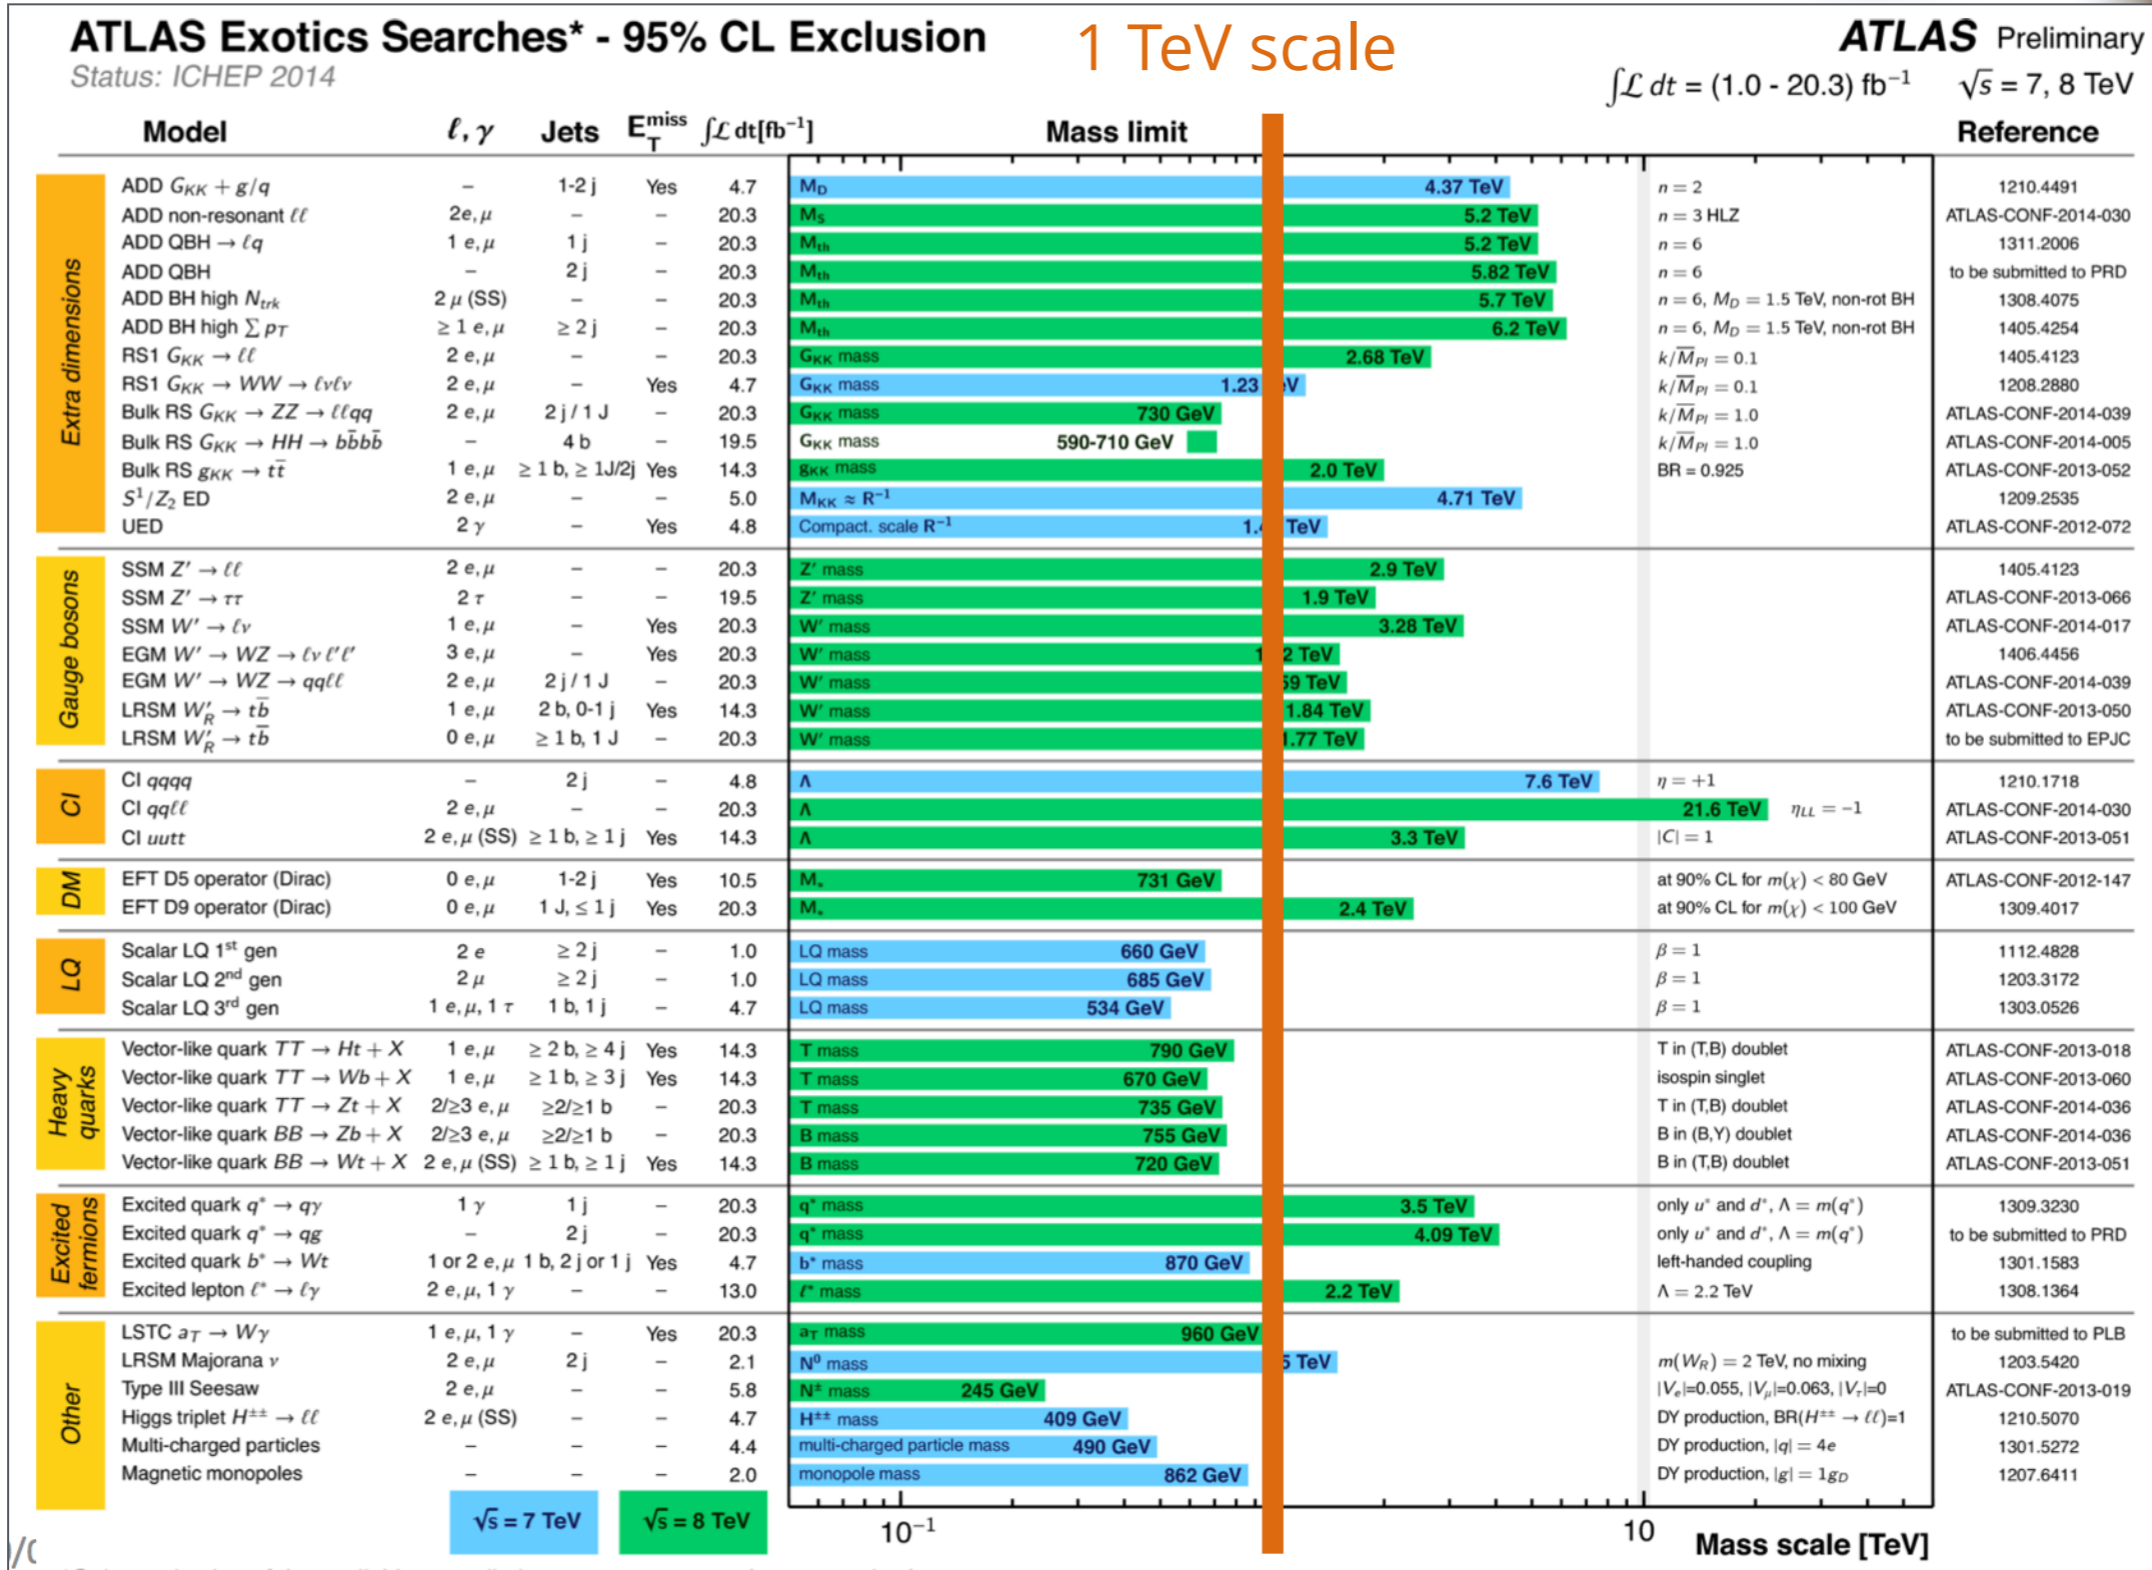 ATLAS Exotics Searches* - 95% CL Exclusion 1 TeV scale ATLAS Preliminary
Status: ICHEP 2014 ∫ℒ dt = (1.0 - 20.3) fb⁻¹ √s = 7, 8 TeV
Model ℓ, γ Jets E_T^miss ∫ℒ dt[fb⁻¹] Mass limit Reference
Extra dimensions
ADD G_KK + g/q – 1-2 j Yes 4.7 M_D 4.37 TeV n = 2 1210.4491
ADD non-resonant ℓℓ 2e, μ – – 20.3 M_S 5.2 TeV n = 3 HLZ ATLAS-CONF-2014-030
ADD QBH → ℓq 1 e, μ 1 j – 20.3 M_th 5.2 TeV n = 6 1311.2006
ADD QBH – 2 j – 20.3 M_th 5.82 TeV n = 6 to be submitted to PRD
ADD BH high N_trk 2 μ (SS) – – 20.3 M_th 5.7 TeV n = 6, M_D = 1.5 TeV, non-rot BH 1308.4075
ADD BH high ∑ p_T ≥ 1 e, μ ≥ 2 j – 20.3 M_th 6.2 TeV n = 6, M_D = 1.5 TeV, non-rot BH 1405.4254
RS1 G_KK → ℓℓ 2 e, μ – – 20.3 G_KK mass 2.68 TeV k/M̅_Pl = 0.1 1405.4123
RS1 G_KK → WW → ℓνℓν 2 e, μ – Yes 4.7 G_KK mass 1.23 k/M̅_Pl = 0.1 1208.2880
Bulk RS G_KK → ZZ → ℓℓqq 2 e, μ 2 j / 1 J – 20.3 G_KK mass 730 GeV k/M̅_Pl = 1.0 ATLAS-CONF-2014-039
Bulk RS G_KK → HH → bb̅bb̅ – 4 b – 19.5 G_KK mass 590-710 GeV k/M̅_Pl = 1.0 ATLAS-CONF-2014-005
Bulk RS g_KK → tt̅ 1 e, μ ≥ 1 b, ≥ 1J/2j Yes 14.3 g_KK mass 2.0 TeV BR = 0.925 ATLAS-CONF-2013-052
S¹/Z₂ ED 2 e, μ – – 5.0 M_KK ≈ R⁻¹ 4.71 TeV 1209.2535
UED 2 γ – Yes 4.8 Compact. scale R⁻¹ TeV ATLAS-CONF-2012-072
Gauge bosons
SSM Z′ → ℓℓ 2 e, μ – – 20.3 Z′ mass 2.9 TeV 1405.4123
SSM Z′ → ττ 2 τ – – 19.5 Z′ mass 1.9 TeV ATLAS-CONF-2013-066
SSM W′ → ℓν 1 e, μ – Yes 20.3 W′ mass 3.28 TeV ATLAS-CONF-2014-017
EGM W′ → WZ → ℓν ℓ′ℓ′ 3 e, μ – Yes 20.3 W′ mass TeV 1406.4456
EGM W′ → WZ → qqℓℓ 2 e, μ 2 j / 1 J – 20.3 W′ mass TeV ATLAS-CONF-2014-039
LRSM W′_R → tb̅ 1 e, μ 2 b, 0-1 j Yes 14.3 W′ mass 1.84 TeV ATLAS-CONF-2013-050
LRSM W′_R → tb̅ 0 e, μ ≥ 1 b, 1 J – 20.3 W′ mass 1.77 TeV to be submitted to EPJC
CI
CI qqqq – 2 j – 4.8 Λ 7.6 TeV η = +1 1210.1718
CI qqℓℓ 2 e, μ – – 20.3 Λ 21.6 TeV η_LL = −1 ATLAS-CONF-2014-030
CI uutt 2 e, μ (SS) ≥ 1 b, ≥ 1 j Yes 14.3 Λ 3.3 TeV |C| = 1 ATLAS-CONF-2013-051
DM
EFT D5 operator (Dirac) 0 e, μ 1-2 j Yes 10.5 M_* 731 GeV at 90% CL for m(χ) < 80 GeV ATLAS-CONF-2012-147
EFT D9 operator (Dirac) 0 e, μ 1 J, ≤ 1 j Yes 20.3 M_* 2.4 TeV at 90% CL for m(χ) < 100 GeV 1309.4017
LQ
Scalar LQ 1st gen 2 e ≥ 2 j – 1.0 LQ mass 660 GeV β = 1 1112.4828
Scalar LQ 2nd gen 2 μ ≥ 2 j – 1.0 LQ mass 685 GeV β = 1 1203.3172
Scalar LQ 3rd gen 1 e, μ, 1 τ 1 b, 1 j – 4.7 LQ mass 534 GeV β = 1 1303.0526
Heavy quarks
Vector-like quark TT → Ht + X 1 e, μ ≥ 2 b, ≥ 4 j Yes 14.3 T mass 790 GeV T in (T,B) doublet ATLAS-CONF-2013-018
Vector-like quark TT → Wb + X 1 e, μ ≥ 1 b, ≥ 3 j Yes 14.3 T mass 670 GeV isospin singlet ATLAS-CONF-2013-060
Vector-like quark TT → Zt + X 2/≥3 e, μ ≥2/≥1 b – 20.3 T mass 735 GeV T in (T,B) doublet ATLAS-CONF-2014-036
Vector-like quark BB → Zb + X 2/≥3 e, μ ≥2/≥1 b – 20.3 B mass 755 GeV B in (B,Y) doublet ATLAS-CONF-2014-036
Vector-like quark BB → Wt + X 2 e, μ (SS) ≥ 1 b, ≥ 1 j Yes 14.3 B mass 720 GeV B in (T,B) doublet ATLAS-CONF-2013-051
Excited fermions
Excited quark q* → qγ 1 γ 1 j – 20.3 q* mass 3.5 TeV only u* and d*, Λ = m(q*) 1309.3230
Excited quark q* → qg – 2 j – 20.3 q* mass 4.09 TeV only u* and d*, Λ = m(q*) to be submitted to PRD
Excited quark b* → Wt 1 or 2 e, μ 1 b, 2 j or 1 j Yes 4.7 b* mass 870 GeV left-handed coupling 1301.1583
Excited lepton ℓ* → ℓγ 2 e, μ, 1 γ – – 13.0 ℓ* mass 2.2 TeV Λ = 2.2 TeV 1308.1364
Other
LSTC a_T → Wγ 1 e, μ, 1 γ – Yes 20.3 a_T mass 960 GeV to be submitted to PLB
LRSM Majorana ν 2 e, μ 2 j – 2.1 N⁰ mass TeV m(W_R) = 2 TeV, no mixing 1203.5420
Type III Seesaw 2 e, μ – – 5.8 N± mass 245 GeV |V_e|=0.055, |V_μ|=0.063, |V_τ|=0 ATLAS-CONF-2013-019
Higgs triplet H±± → ℓℓ 2 e, μ (SS) – – 4.7 H±± mass 409 GeV DY production, BR(H±± → ℓℓ)=1 1210.5070
Multi-charged particles – – – 4.4 multi-charged particle mass 490 GeV DY production, |q| = 4e 1301.5272
Magnetic monopoles – – – 2.0 monopole mass 862 GeV DY production, |g| = 1g_D 1207.6411
√s = 7 TeV √s = 8 TeV
10⁻¹ 10 Mass scale [TeV]